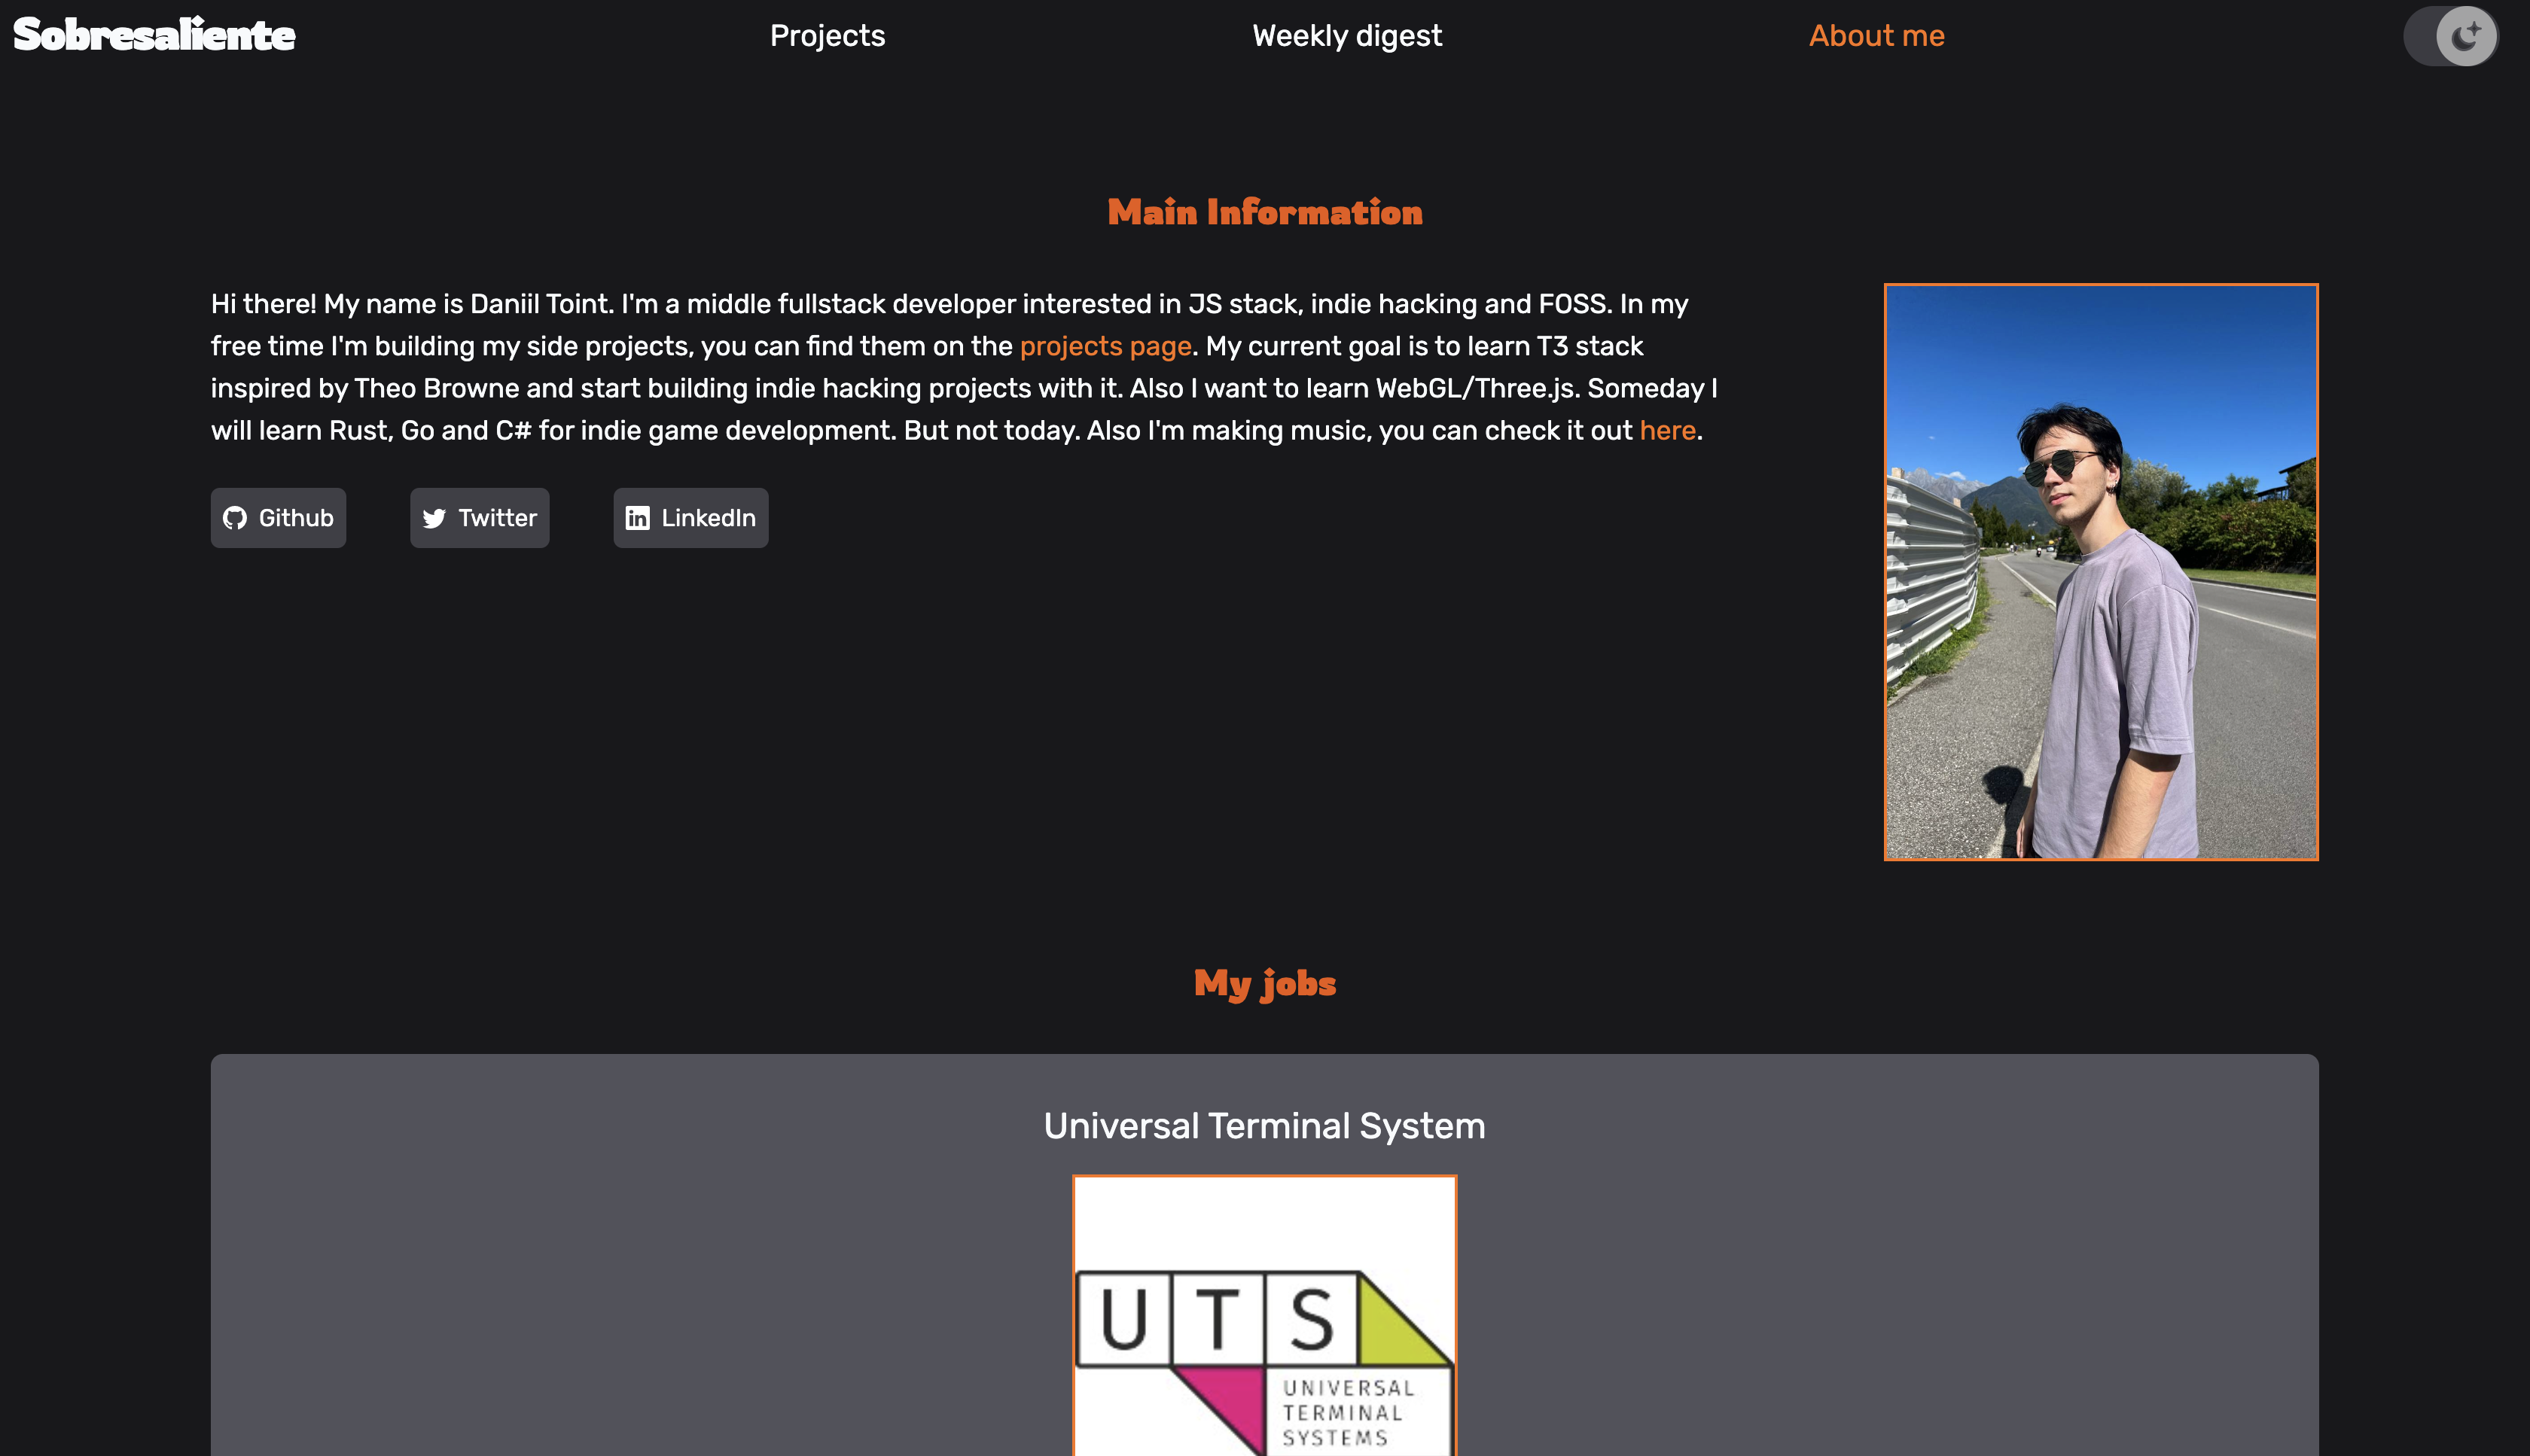 Sobresaliente
Projects
Weekly digest
About me
Main Information
Hi there! My name is Daniil Toint. I'm a middle fullstack developer interested in JS stack, indie hacking and FOSS. In my
free time I'm building my side projects, you can find them on the projects page. My current goal is to learn T3 stack
inspired by Theo Browne and start building indie hacking projects with it. Also I want to learn WebGL/Three.js. Someday I
will learn Rust, Go and C# for indie game development. But not today. Also I'm making music, you can check it out here.
Github
Twitter
LinkedIn
My jobs
Universal Terminal System
UTS
UNIVERSAL
TERMINAL
SYSTEMS